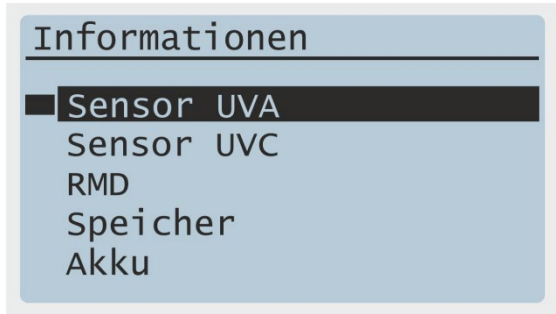 Informationen
Sensor UVA
Sensor UVC
RMD
Speicher
Akku